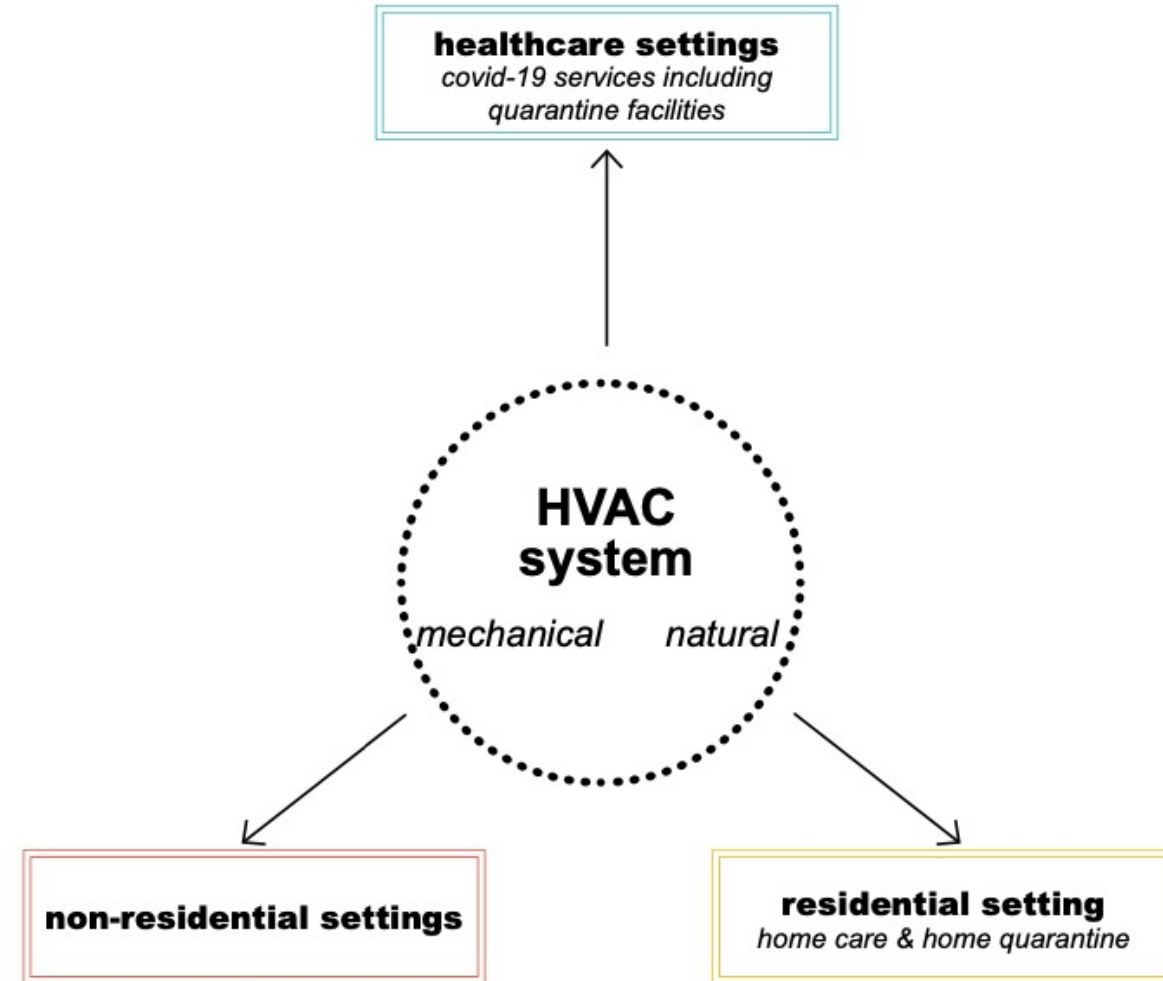 healthcare settings
covid-19 services including
quarantine facilities
HVAC
system
mechanical natural
non-residential settings
residential setting
home care & home quarantine